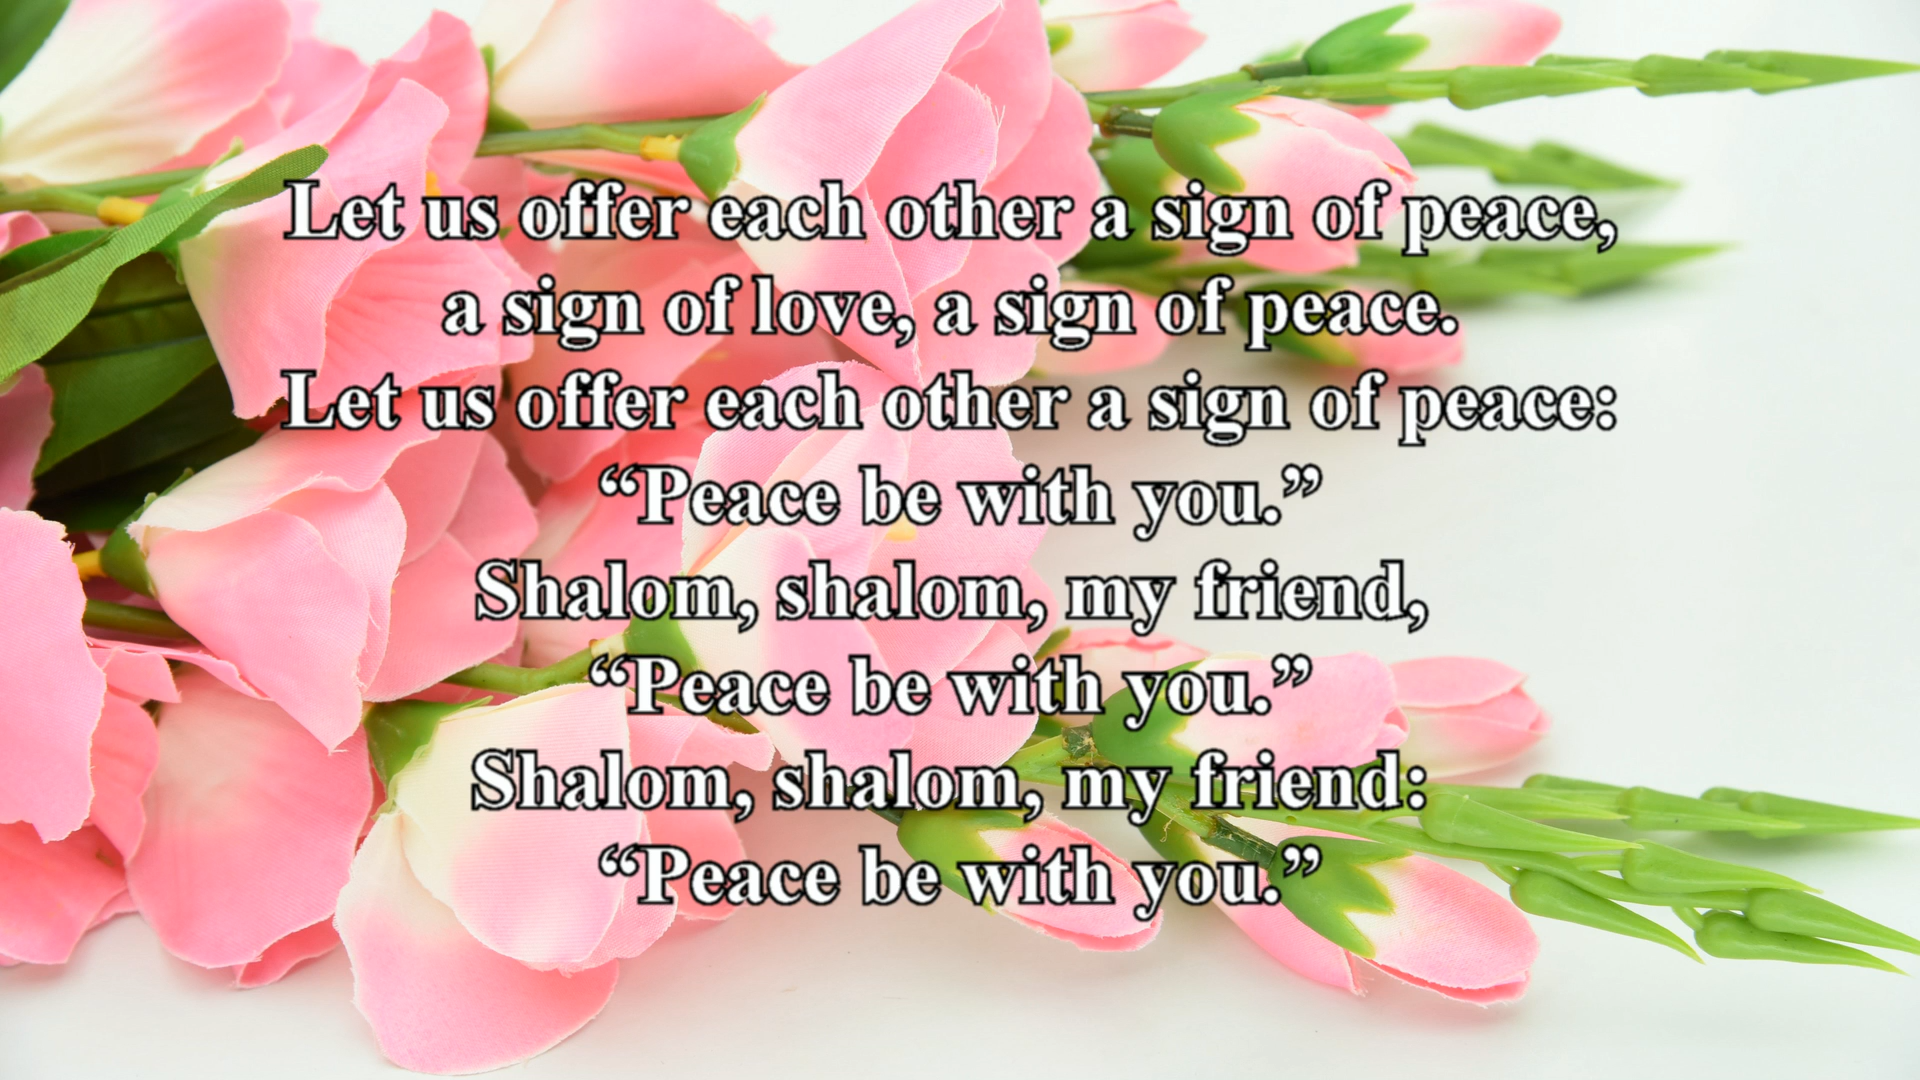 Let us offer each other a sign of peace,
a sign of love, a sign of peace.
Let us offer each other a sign of peace:
“Peace be with you.”
Shalom, shalom, my friend,
“Peace be with you.”
Shalom, shalom, my friend:
“Peace be with you.”